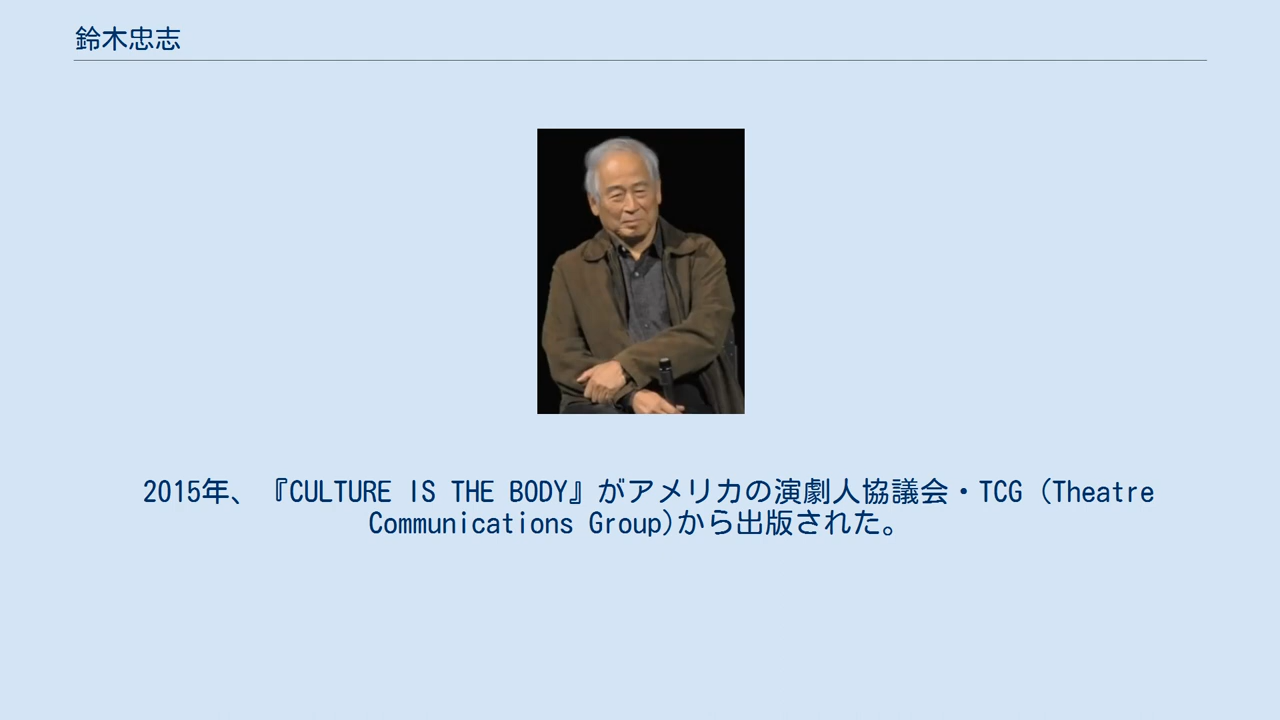 鈴木忠志
2015年、『CULTURE IS THE BODY』がアメリカの演劇人協議会・TCG (Theatre
Communications Group)から出版された。